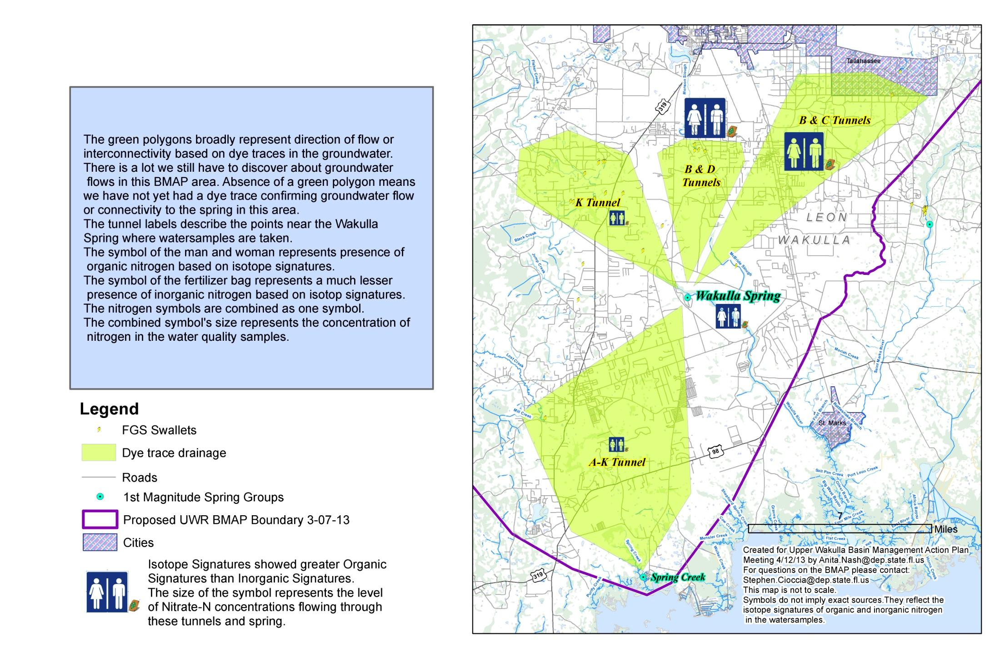 The green polygons broadly represent direction of flow or
interconnectivity based on dye traces in the groundwater.
There is a lot we still have to discover about groundwater
flows in this BMAP area. Absence of a green polygon means
we have not yet had a dye trace confirming groundwater flow
or connectivity to the spring in this area.
The tunnel labels describe the points near the Wakulla
Spring where watersamples are taken.
The symbol of the man and woman represents presence of
organic nitrogen based on isotope signatures.
The symbol of the fertilizer bag represents a much lesser
presence of inorganic nitrogen based on isotop signatures.
The nitrogen symbols are combined as one symbol.
The combined symbol's size represents the concentration of
nitrogen in the water quality samples.
Legend
FGS Swallets
Dye trace drainage
Roads
1st Magnitude Spring Groups
Proposed UWR BMAP Boundary 3-07-13
Cities
Isotope Signatures showed greater Organic
Signatures than Inorganic Signatures.
The size of the symbol represents the level
of Nitrate-N concentrations flowing through
these tunnels and spring.
Tallahassee
Fisher Creek
Munson Slough
319
B & C Tunnels
B & D
Tunnels
K Tunnel
LEON
WAKULLA
Black Creek
Jump Creek
McBride Slough
Wakulla Spring
Lost Creek
Moriah Creek
Saint Marks River
Mill Creek
Wakulla River
First Branch
Rattlesnake Branch
St. Marks
98
A-K Tunnel
Salt Pan Creek
Port Leon Creek
Big West Bayou
Oliver Bayou
Africa Bayou
Shepherd Spring Creek
Graves Creek
Cow Creek
7
Four Mile Creek
East River
Miles
Mensler Creek
Flat Creek
eek
Walker Creek
Spring Creek
Horns Creek
319
Spring Creek
Purify Creek
Created for Upper Wakulla Basin Management Action Plan
Meeting 4/12/13 by Anita.Nash@dep.state.fl.us
For questions on the BMAP please contact:
Stephen.Cioccia@dep.state.fl.us
This map is not to scale.
Symbols do not imply exact sources.They reflect the
isotope signatures of organic and inorganic nitrogen
in the watersamples.